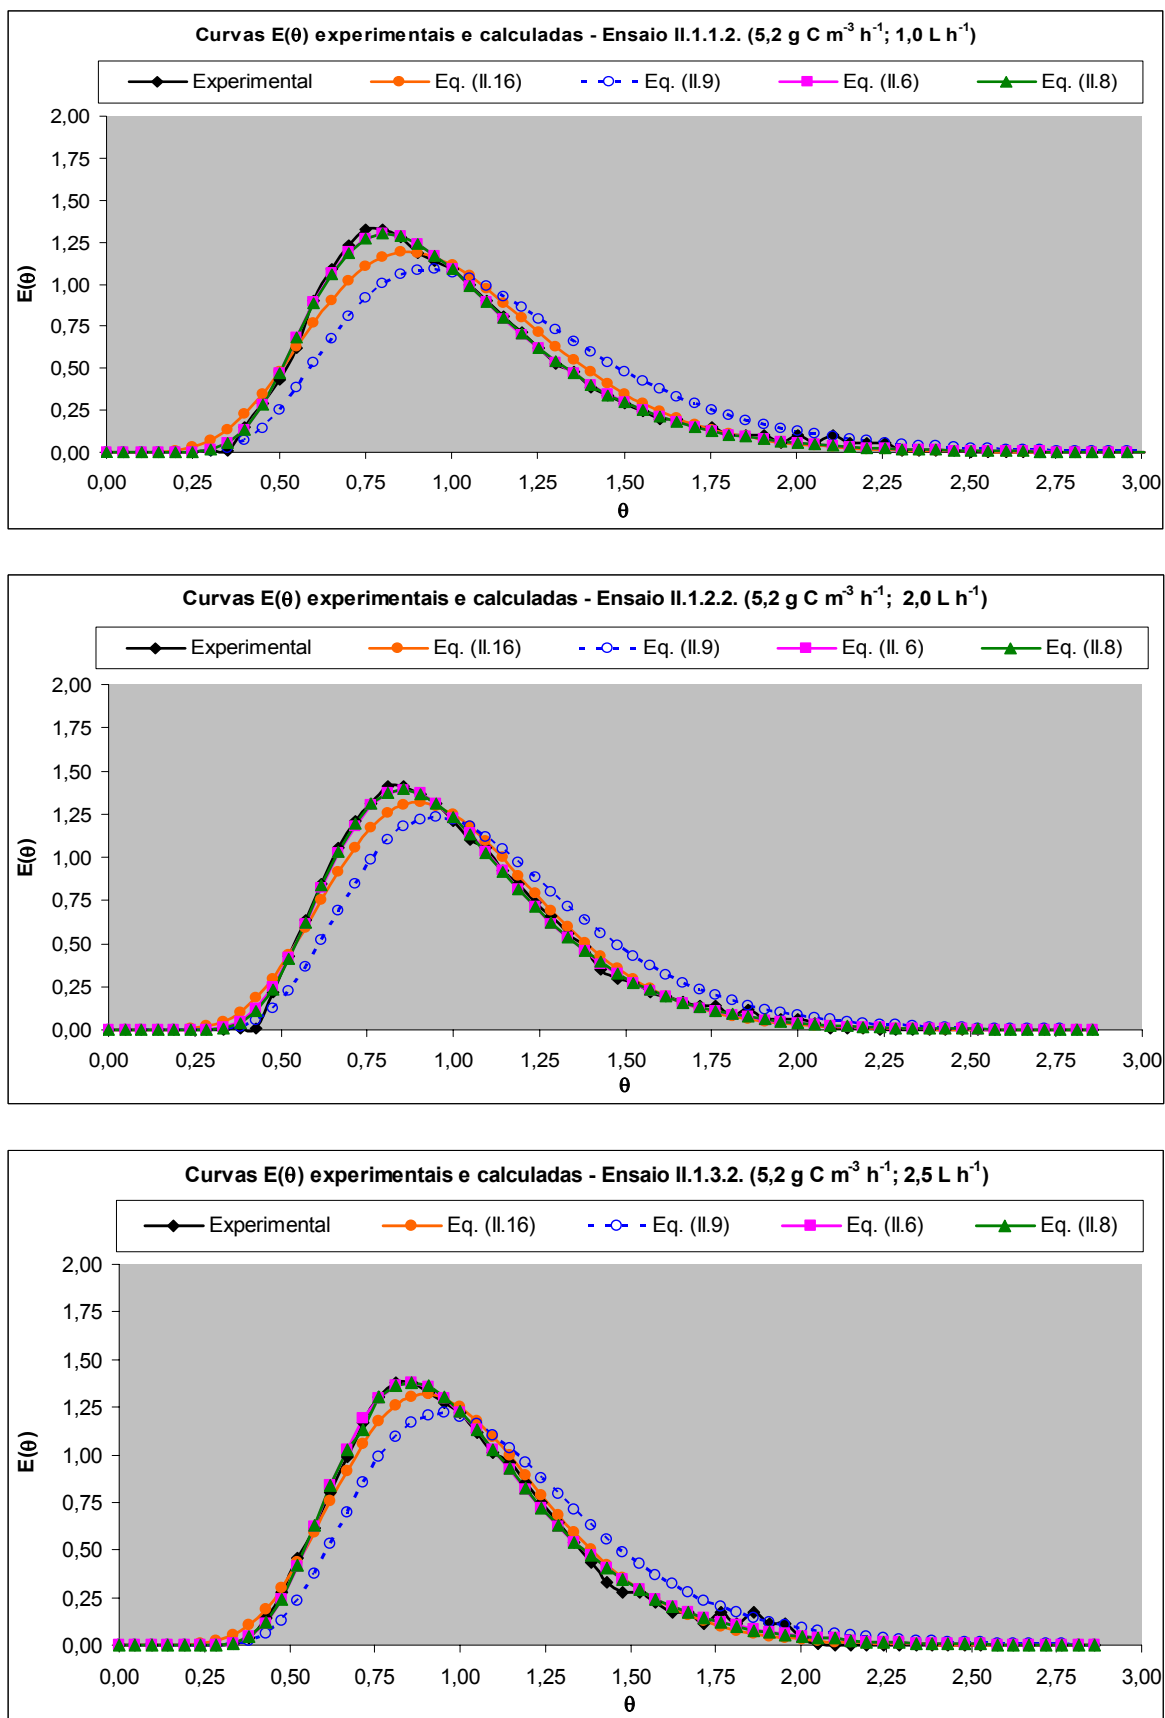 Curvas E(θ) experimentais e calculadas - Ensaio II.1.1.2. (5,2 g C m⁻³ h⁻¹; 1,0 L h⁻¹)
Experimental Eq. (II.16) Eq. (II.9) Eq. (II.6) Eq. (II.8)
2,00
1,75
1,50
1,25
1,00
0,75
0,50
0,25
0,00
E(θ)
0,00 0,25 0,50 0,75 1,00 1,25 1,50 1,75 2,00 2,25 2,50 2,75 3,00
θ
Curvas E(θ) experimentais e calculadas - Ensaio II.1.2.2. (5,2 g C m⁻³ h⁻¹; 2,0 L h⁻¹)
Experimental Eq. (II.16) Eq. (II.9) Eq. (II. 6) Eq. (II.8)
2,00
1,75
1,50
1,25
1,00
0,75
0,50
0,25
0,00
E(θ)
0,00 0,25 0,50 0,75 1,00 1,25 1,50 1,75 2,00 2,25 2,50 2,75 3,00
θ
Curvas E(θ) experimentais e calculadas - Ensaio II.1.3.2. (5,2 g C m⁻³ h⁻¹; 2,5 L h⁻¹)
Experimental Eq. (II.16) Eq. (II.9) Eq. (II.6) Eq. (II.8)
2,00
1,75
1,50
1,25
1,00
0,75
0,50
0,25
0,00
E(θ)
0,00 0,25 0,50 0,75 1,00 1,25 1,50 1,75 2,00 2,25 2,50 2,75 3,00
θ